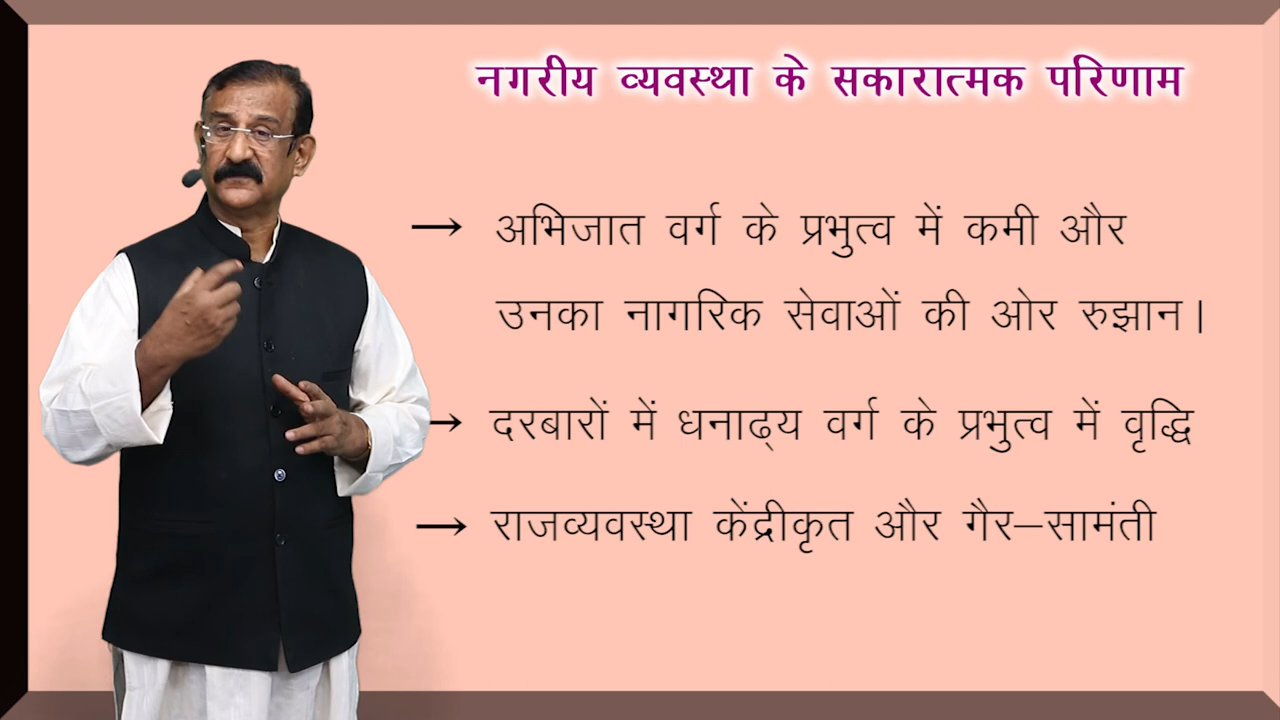 नगरीय व्यवस्था के सकारात्मक परिणाम
→ अभिजात वर्ग के प्रभुत्व में कमी और
उनका नागरिक सेवाओं की ओर रुझान।
→ दरबारों में धनाढ्य वर्ग के प्रभुत्व में वृद्धि
→ राजव्यवस्था केंद्रीकृत और गैर–सामंती